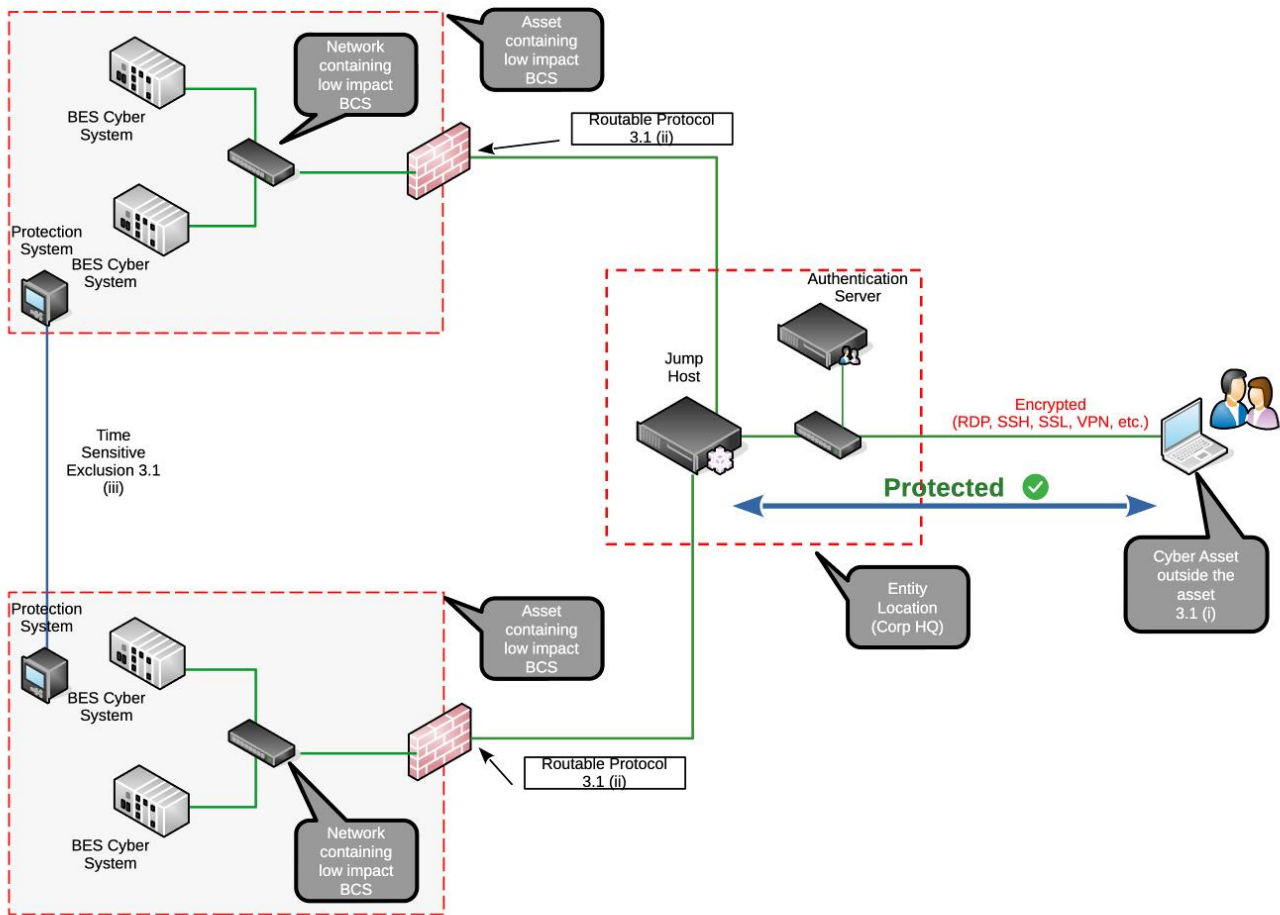 Asset
containing
low impact
BCS
Network
containing
low impact
BCS
BES Cyber
System
Routable Protocol
3.1 (ii)
Protection
System
BES Cyber
System
Authentication
Server
Jump
Host
Encrypted
(RDP, SSH, SSL, VPN, etc.)
Time
Sensitive
Exclusion 3.1
(iii)
Protected
Cyber Asset
outside the
asset
3.1 (i)
Entity
Location
(Corp HQ)
Protection
System
Asset
containing
low impact
BCS
BES Cyber
System
Routable Protocol
3.1 (ii)
BES Cyber
System
Network
containing
low impact
BCS